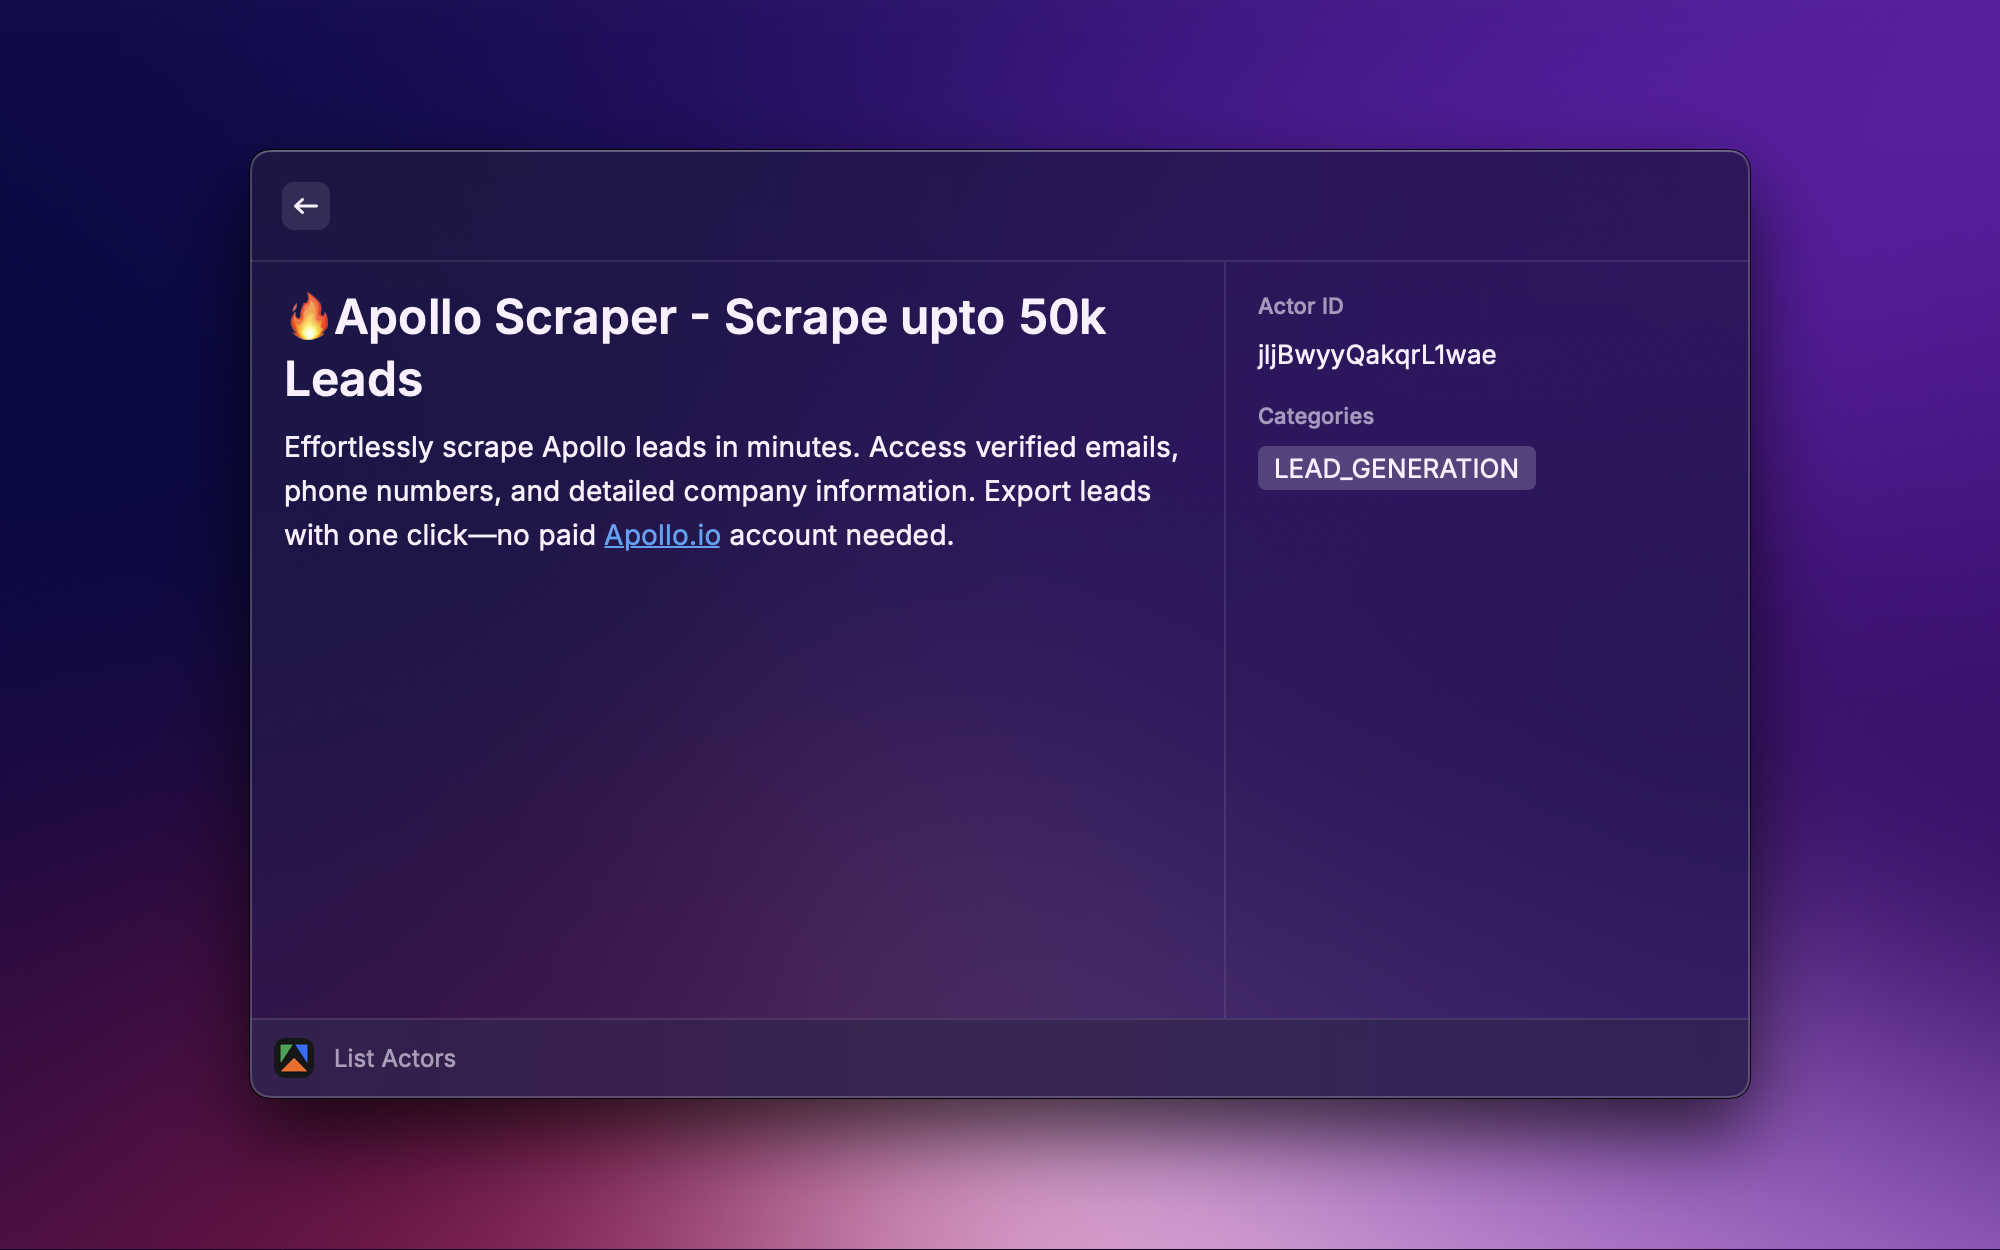 🔥Apollo Scraper - Scrape upto 50k
Leads
Effortlessly scrape Apollo leads in minutes. Access verified emails,
phone numbers, and detailed company information. Export leads
with one click—no paid Apollo.io account needed.
Actor ID
jljBwyyQakqrL1wae
Categories
LEAD_GENERATION
List Actors